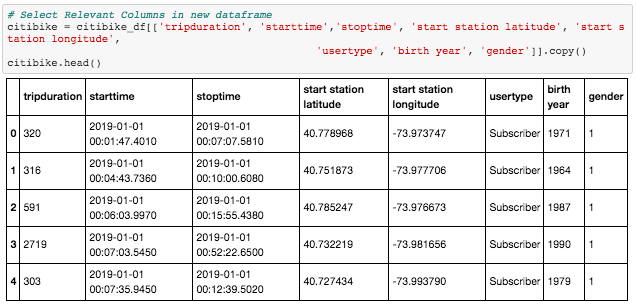 # Select Relevant Columns in new dataframe
citibike = citibike_df[['tripduration', 'starttime','stoptime', 'start station latitude', 'start s
tation longitude',
'usertype', 'birth year', 'gender']].copy()
citibike.head()
tripduration starttime stoptime start station latitude start station longitude usertype birth year gender
0 320 2019-01-01 00:01:47.4010 2019-01-01 00:07:07.5810 40.778968 -73.973747 Subscriber 1971 1
1 316 2019-01-01 00:04:43.7360 2019-01-01 00:10:00.6080 40.751873 -73.977706 Subscriber 1964 1
2 591 2019-01-01 00:06:03.9970 2019-01-01 00:15:55.4380 40.785247 -73.976673 Subscriber 1987 1
3 2719 2019-01-01 00:07:03.5450 2019-01-01 00:52:22.6500 40.732219 -73.981656 Subscriber 1990 1
4 303 2019-01-01 00:07:35.9450 2019-01-01 00:12:39.5020 40.727434 -73.993790 Subscriber 1979 1